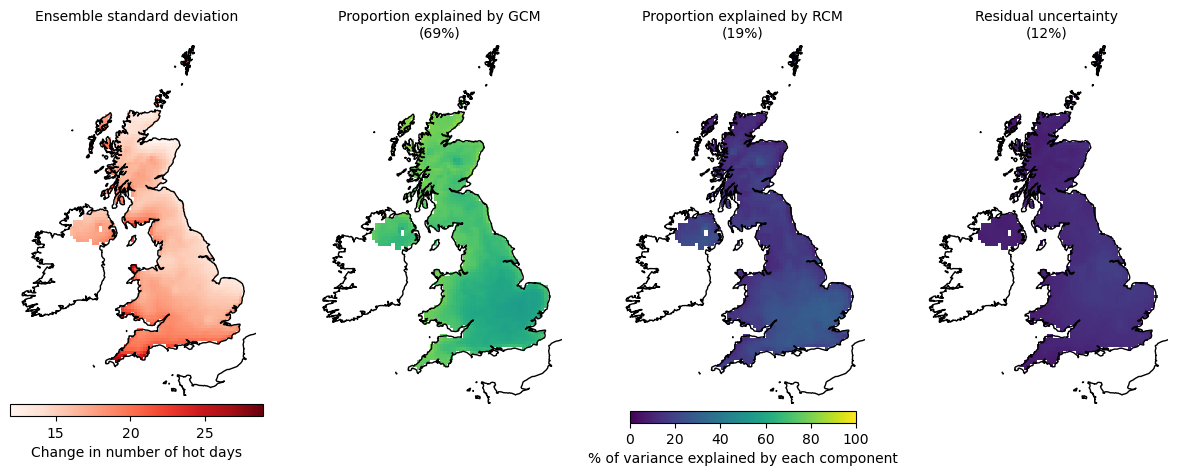 Ensemble standard deviation
Proportion explained by GCM
(69%)
Proportion explained by RCM
(19%)
Residual uncertainty
(12%)
15 20 25
Change in number of hot days
0 20 40 60 80 100
% of variance explained by each component